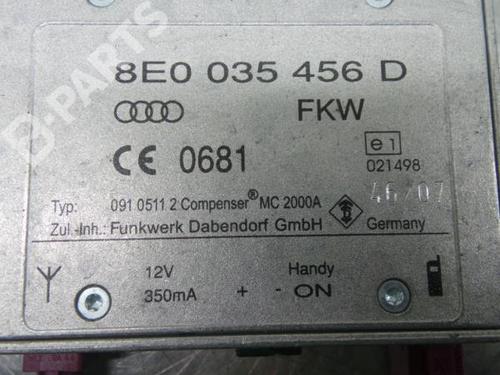 B-PARTS
8E0 035 456 D
FKW
CE 0681
e1
021498
46/07
Typ: 091 0511 2 Compenser® MC 2000A
Zul.-Inh.: Funkwerk Dabendorf GmbH Germany
12V Handy
350mA + - ON